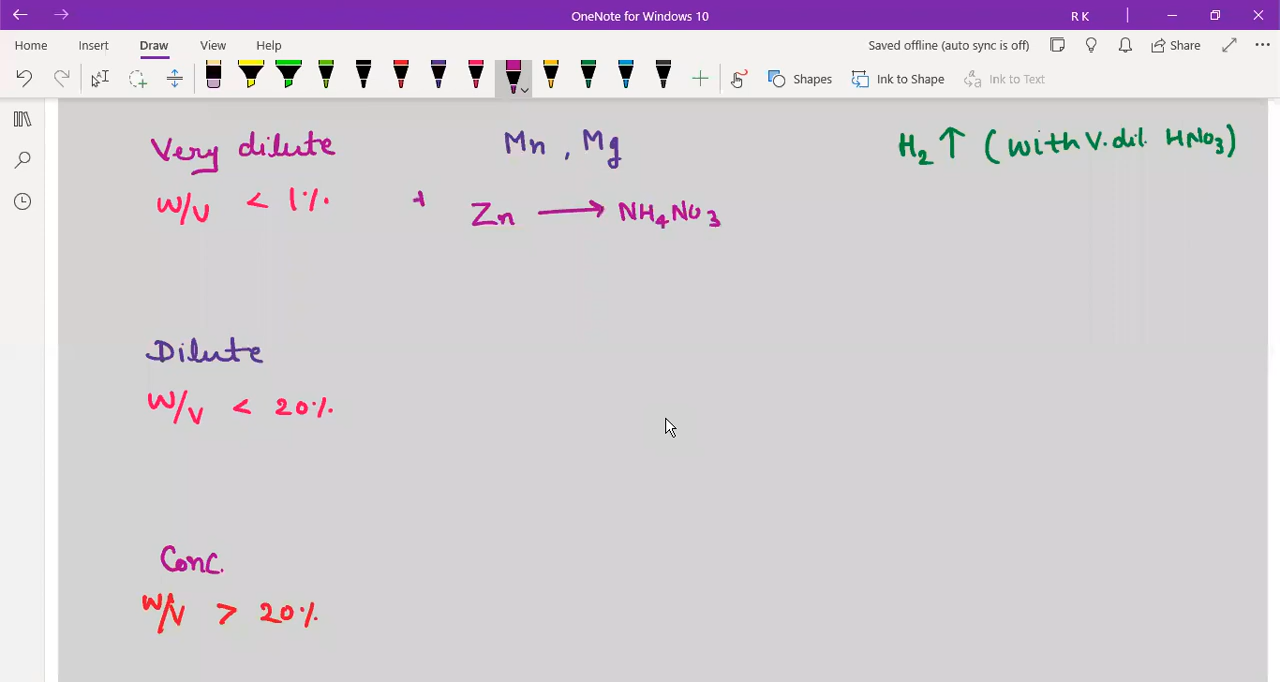 OneNote for Windows 10
R K
Home Insert Draw View Help
Saved offline (auto sync is off) Share
Shapes Ink to Shape Ink to Text
Very dilute Mn, Mg H2 ↑ (with V.dil. HNO3)
W/V < 1% + Zn → NH4NO3
Dilute
W/V < 20%
Conc.
W/V > 20%